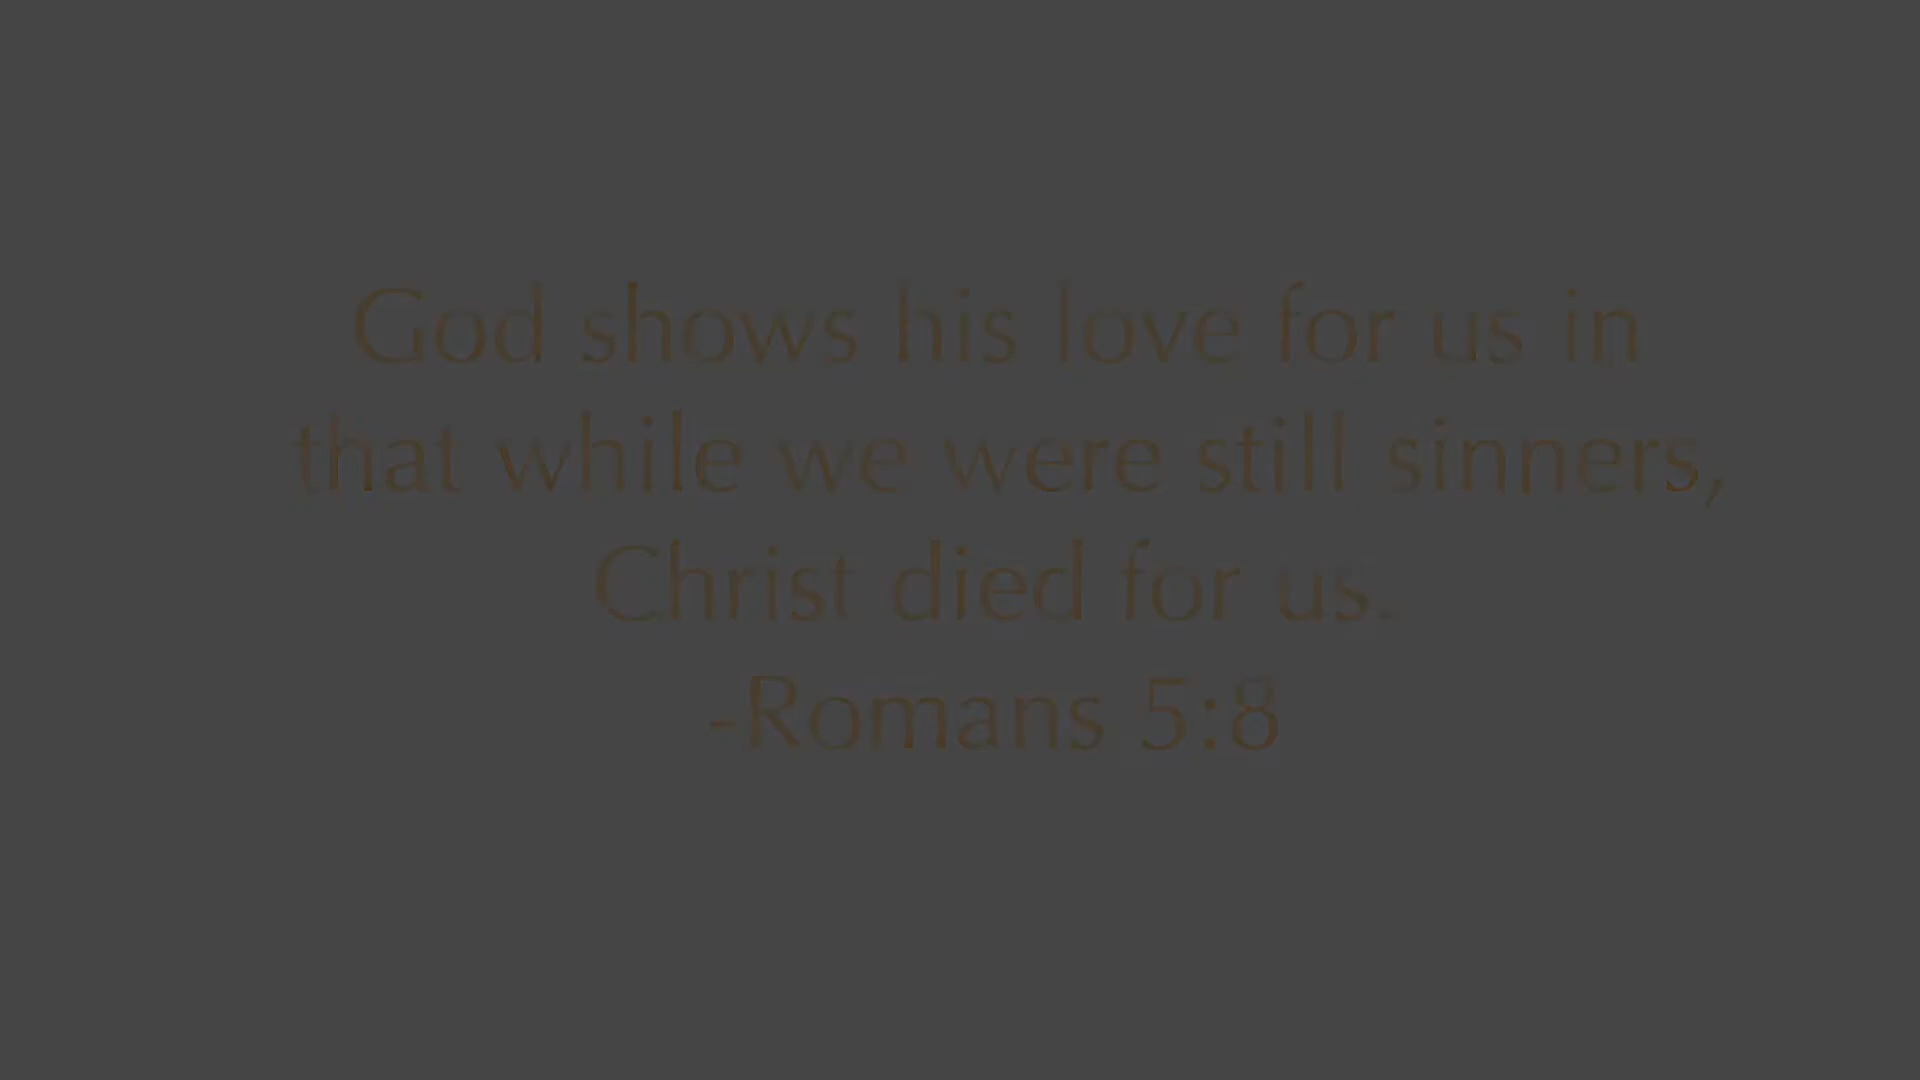 God shows his love for us in
that while we were still sinners,
Christ died for us.
-Romans 5:8